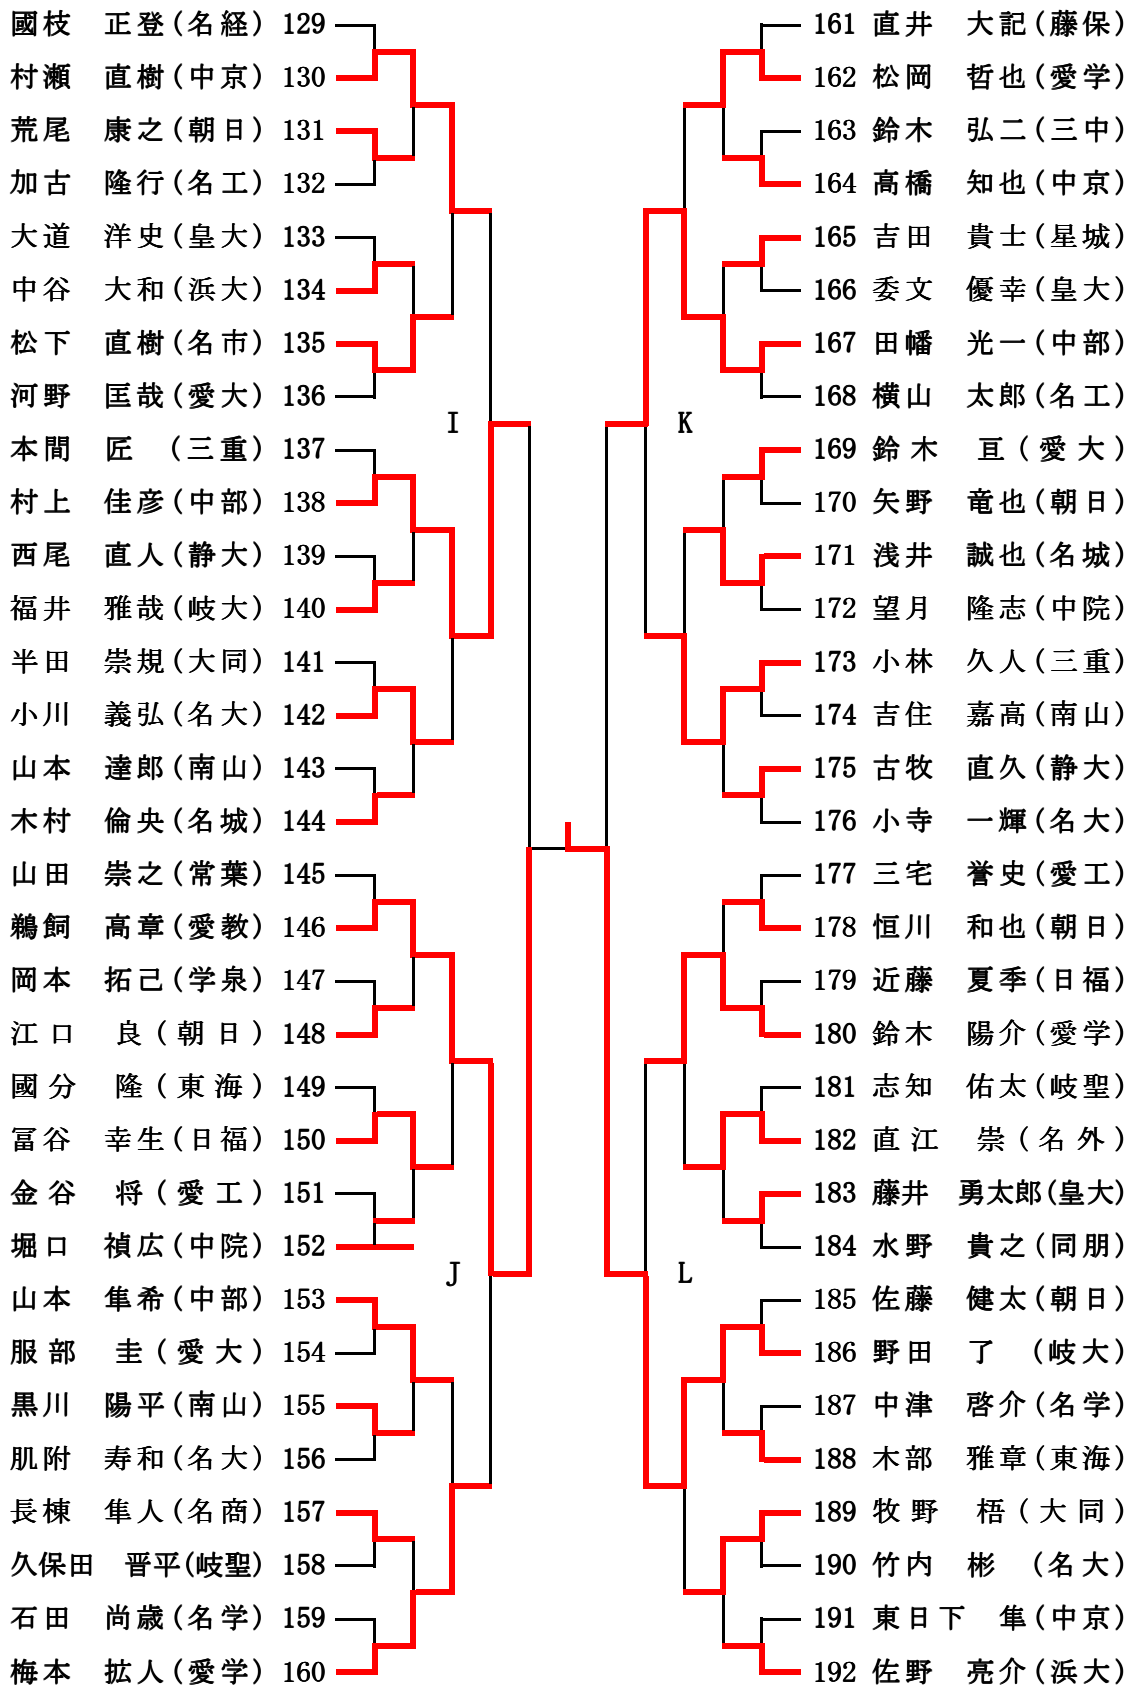 國枝 正登(名経) 129
村瀬 直樹(中京) 130
荒尾 康之(朝日) 131
加古 隆行(名工) 132
大道 洋史(皇大) 133
中谷 大和(浜大) 134
松下 直樹(名市) 135
河野 匡哉(愛大) 136
I
本間 匠 (三重) 137
村上 佳彦(中部) 138
西尾 直人(静大) 139
福井 雅哉(岐大) 140
半田 崇規(大同) 141
小川 義弘(名大) 142
山本 達郎(南山) 143
木村 倫央(名城) 144
山田 崇之(常葉) 145
鵜飼 高章(愛教) 146
岡本 拓己(学泉) 147
江口 良(朝日) 148
國分 隆(東海) 149
冨谷 幸生(日福) 150
金谷 将(愛工) 151
堀口 禎広(中院) 152
J
山本 隼希(中部) 153
服部 圭(愛大) 154
黒川 陽平(南山) 155
肌附 寿和(名大) 156
長棟 隼人(名商) 157
久保田 晋平(岐聖) 158
石田 尚歳(名学) 159
梅本 拡人(愛学) 160
161 直井 大記(藤保)
162 松岡 哲也(愛学)
163 鈴木 弘二(三中)
164 高橋 知也(中京)
165 吉田 貴士(星城)
166 委文 優幸(皇大)
167 田幡 光一(中部)
168 横山 太郎(名工)
K
169 鈴木 亘(愛大)
170 矢野 竜也(朝日)
171 浅井 誠也(名城)
172 望月 隆志(中院)
173 小林 久人(三重)
174 吉住 嘉高(南山)
175 古牧 直久(静大)
176 小寺 一輝(名大)
177 三宅 誉史(愛工)
178 恒川 和也(朝日)
179 近藤 夏季(日福)
180 鈴木 陽介(愛学)
181 志知 佑太(岐聖)
182 直江 崇(名外)
183 藤井 勇太郎(皇大)
184 水野 貴之(同朋)
L
185 佐藤 健太(朝日)
186 野田 了 (岐大)
187 中津 啓介(名学)
188 木部 雅章(東海)
189 牧野 梧(大同)
190 竹内 彬 (名大)
191 東日下 隼(中京)
192 佐野 亮介(浜大)